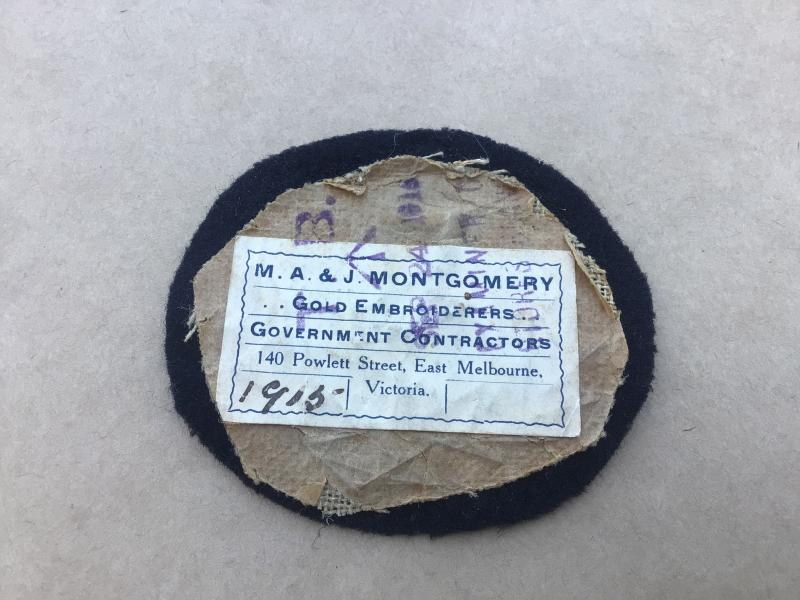 M. A. & J. MONTGOMERY
. . GOLD EMBROIDERERS
GOVERNMENT CONTRACTORS
140 Powlett Street, East Melbourne,
Victoria.
1915
B.